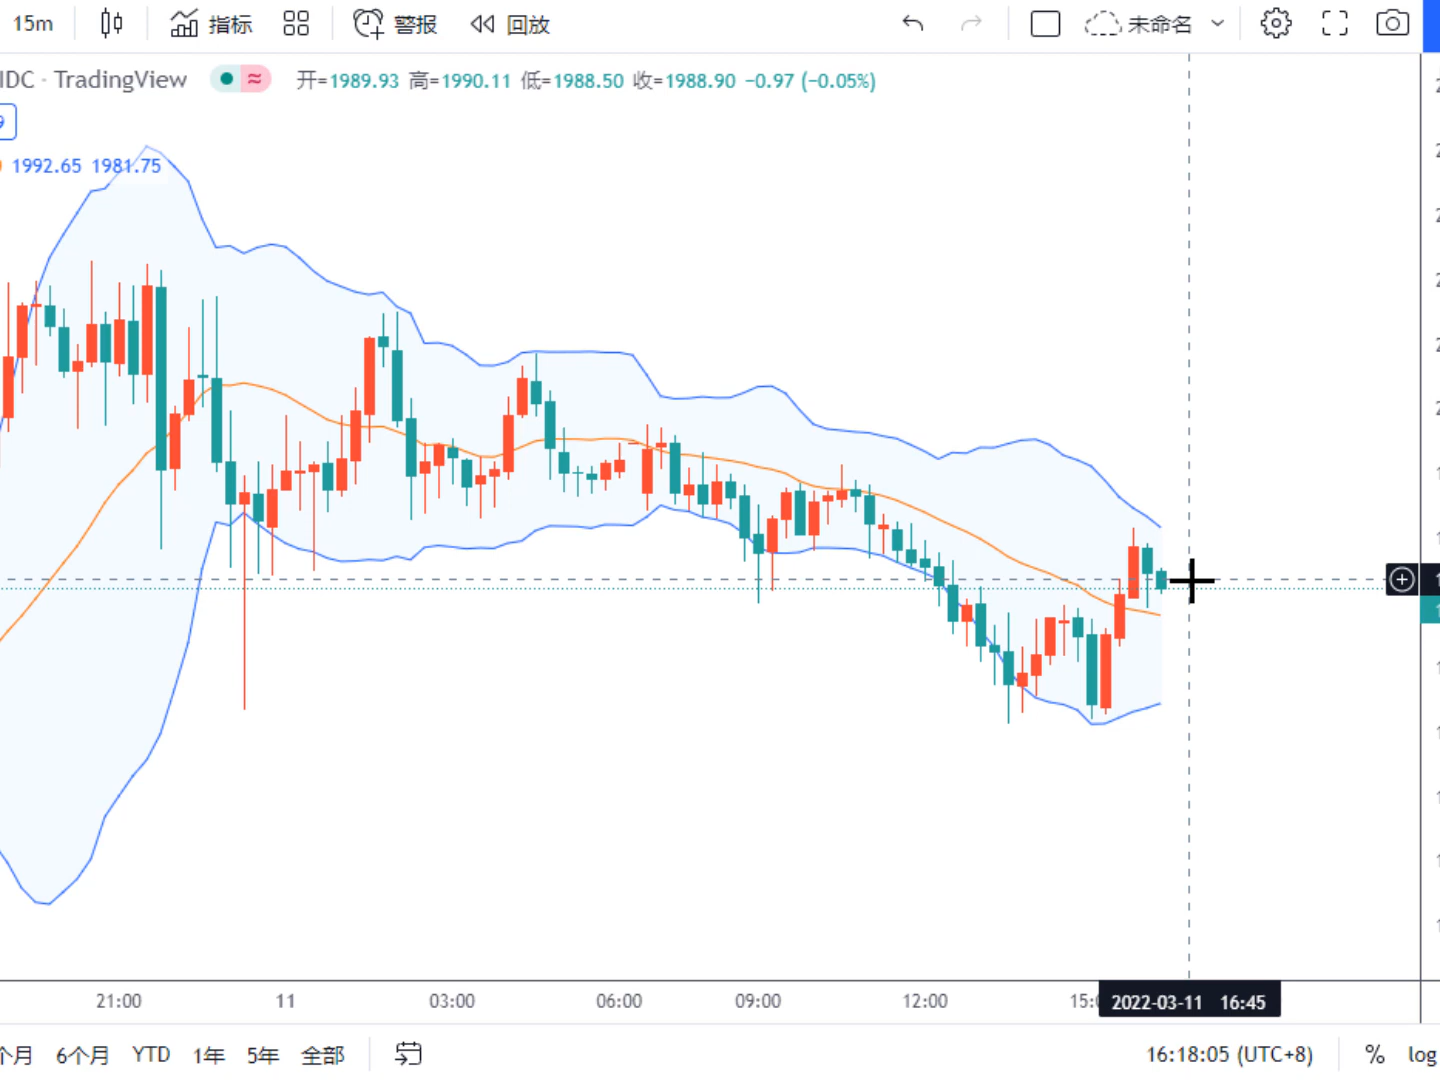 15m 指标 警报 回放 未命名
IDC · TradingView 开=1989.93 高=1990.11 低=1988.50 收=1988.90 −0.97 (−0.05%)
1992.65 1981.75
21:00 11 03:00 06:00 09:00 12:00 15:0 2022-03-11 16:45
个月 6个月 YTD 1年 5年 全部 16:18:05 (UTC+8) % log